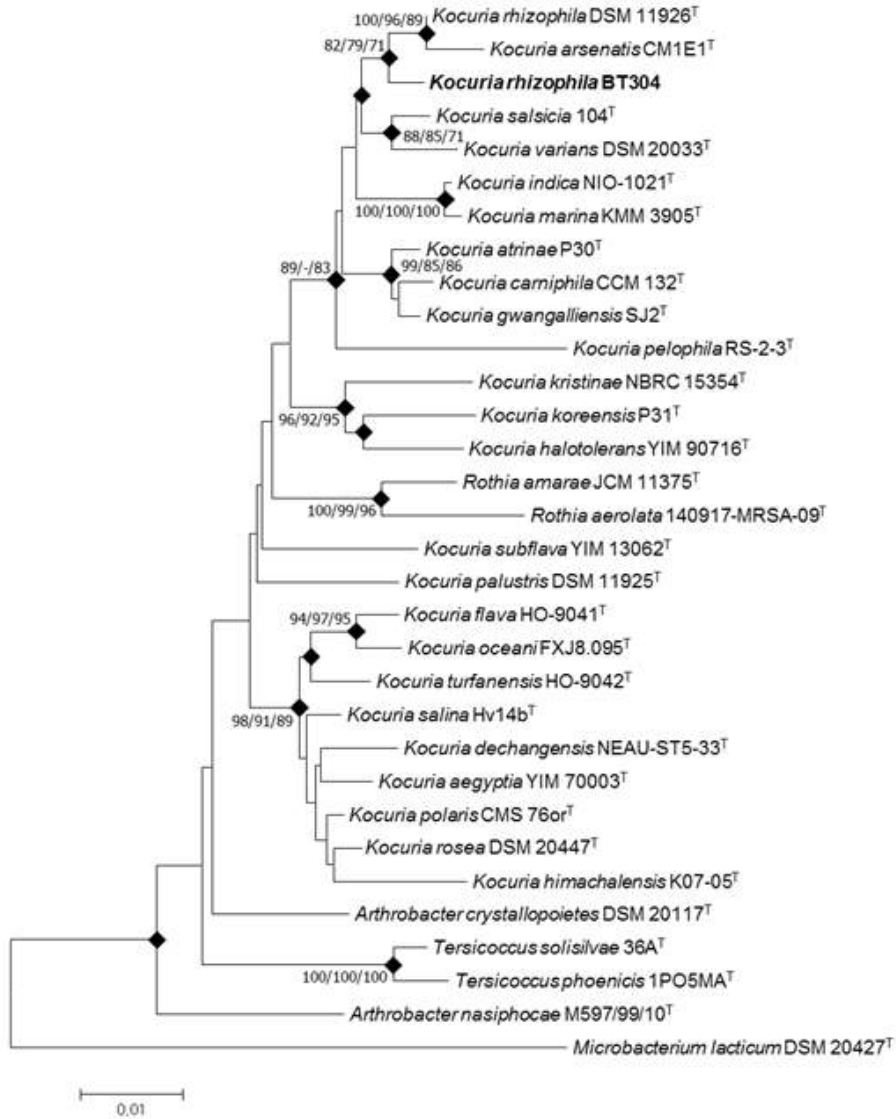 100/96/89
Kocuria rhizophila DSM 11926T
82/79/71
Kocuria arsenatis CM1E1T
Kocuria rhizophila BT304
Kocuria salsicia 104T
88/85/71
Kocuria varians DSM 20033T
Kocuria indica NIO-1021T
100/100/100
Kocuria marina KMM 3905T
Kocuria atrinae P30T
89/-/83
99/85/86
Kocuria carniphila CCM 132T
Kocuria gwangalliensis SJ2T
Kocuria pelophila RS-2-3T
Kocuria kristinae NBRC 15354T
96/92/95
Kocuria koreensis P31T
Kocuria halotolerans YIM 90716T
Rothia amarae JCM 11375T
100/99/96
Rothia aerolata 140917-MRSA-09T
Kocuria subflava YIM 13062T
Kocuria palustris DSM 11925T
94/97/95
Kocuria flava HO-9041T
Kocuria oceani FXJ8.095T
Kocuria turfanensis HO-9042T
98/91/89
Kocuria salina Hv14bT
Kocuria dechangensis NEAU-ST5-33T
Kocuria aegyptia YIM 70003T
Kocuria polaris CMS 76orT
Kocuria rosea DSM 20447T
Kocuria himachalensis K07-05T
Arthrobacter crystallopoietes DSM 20117T
Tersicoccus solisilvae 36AT
100/100/100
Tersicoccus phoenicis 1PO5MAT
Arthrobacter nasiphocae M597/99/10T
Microbacterium lacticum DSM 20427T
0,01